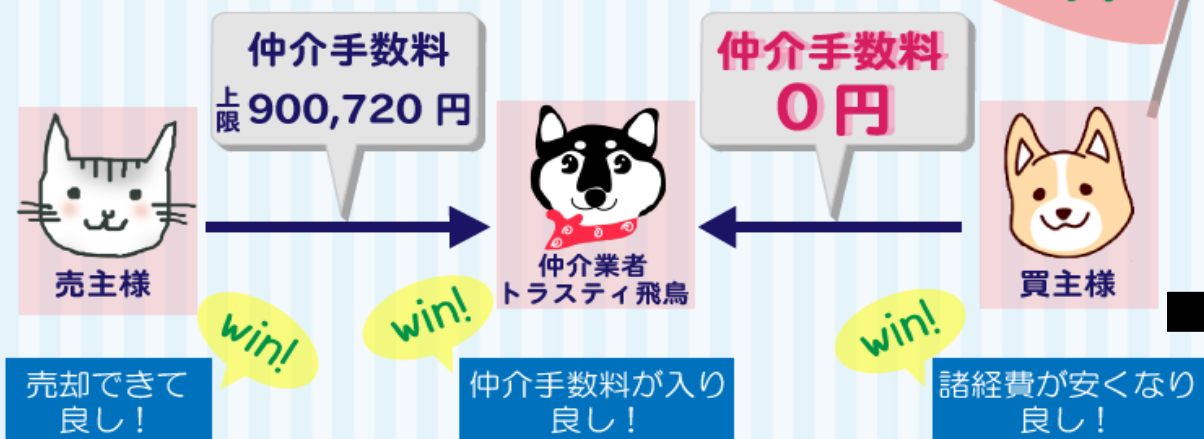 仲介手数料
上限 900,720 円
仲介手数料
0円
売主様
仲介業者
トラスティ飛鳥
買主様
win!
win!
win!
売却できて
良し！
仲介手数料が入り
良し！
諸経費が安くなり
良し！